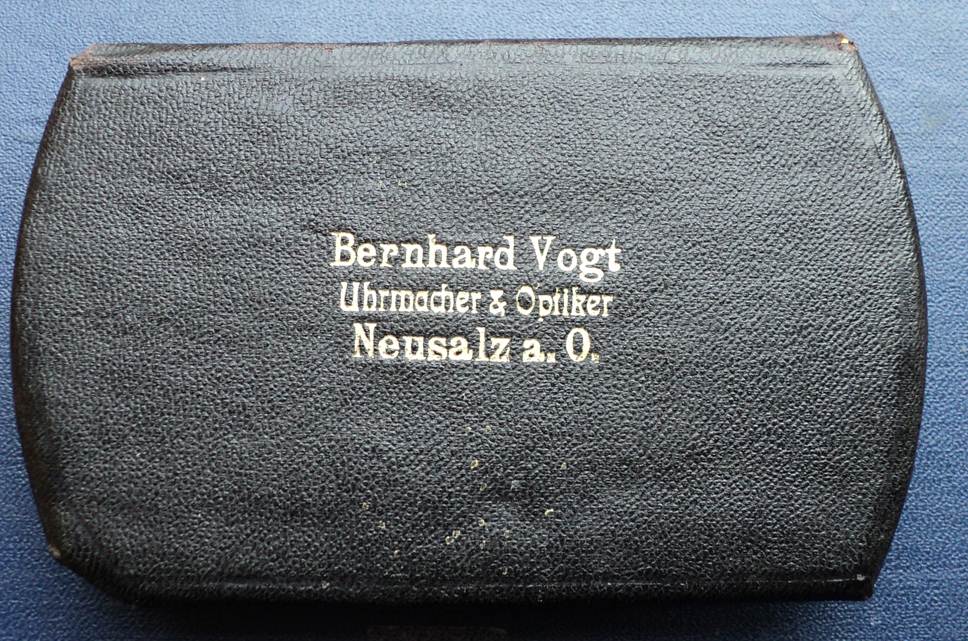 Bernhard Vogt
Uhrmacher & Optiker
Neusalz a. O.